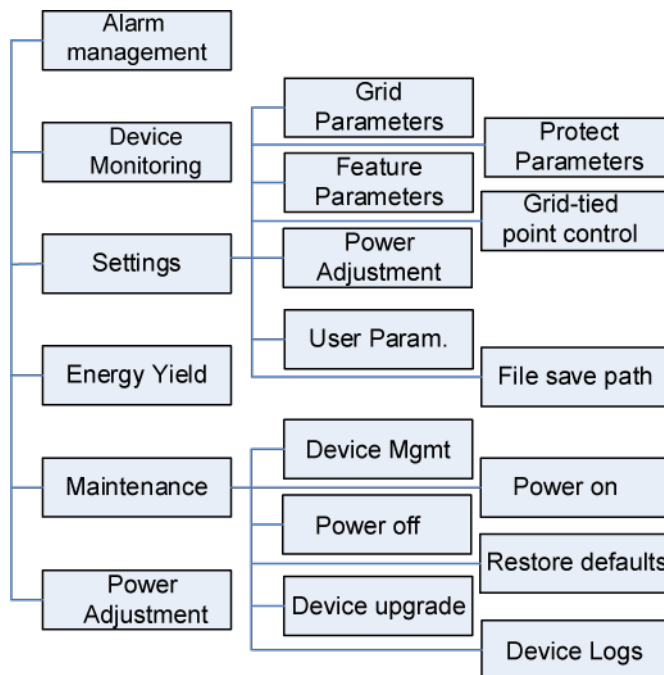 Alarm
management
Device
Monitoring
Settings
Energy Yield
Maintenance
Power
Adjustment
Grid
Parameters
Protect
Parameters
Feature
Parameters
Grid-tied
point control
Power
Adjustment
User Param.
File save path
Device Mgmt
Power on
Power off
Restore defaults
Device upgrade
Device Logs